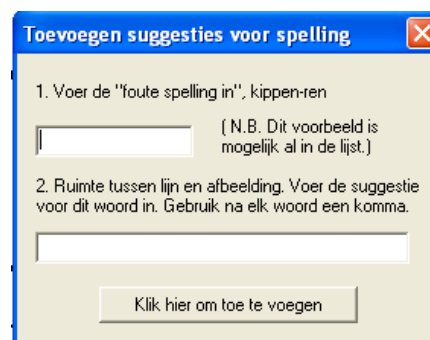 Toevoegen suggesties voor spelling
1. Voer de "foute spelling in", kippen-ren
( N.B. Dit voorbeeld is
mogelijk al in de lijst.)
2. Ruimte tussen lijn en afbeelding. Voer de suggestie
voor dit woord in. Gebruik na elk woord een komma.
Klik hier om toe te voegen